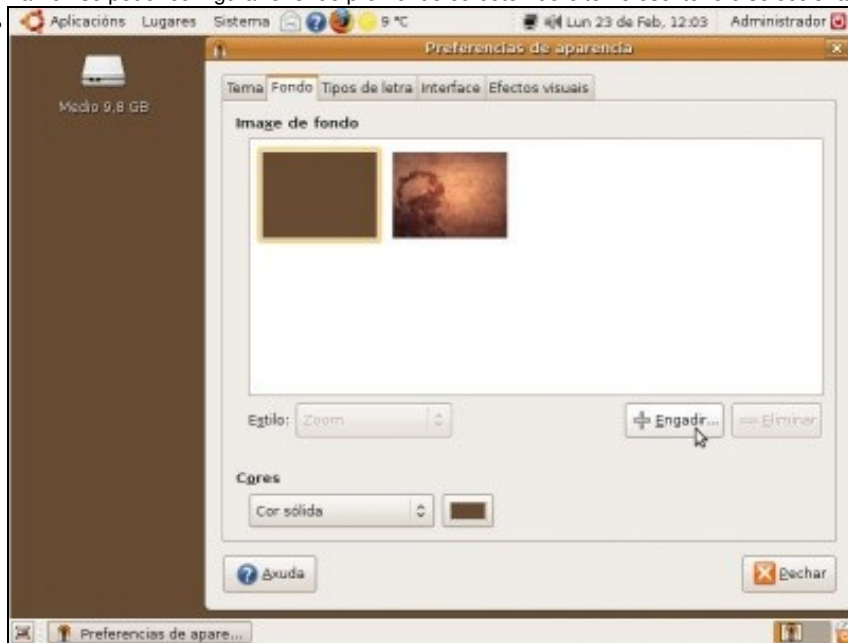 Aplicacións Lugares Sistema 9 °C Lun 23 de Feb, 12:03 Administrador
Preferencias de aparencia
Medio 9,8 GB
Tema Fondo Tipos de letra Interface Efectos visuais
Imaxe de fondo
Estilo: Zoom Engadir... Eliminar
Cores
Cor sólida
Axuda Pechar
Preferencias de apare...